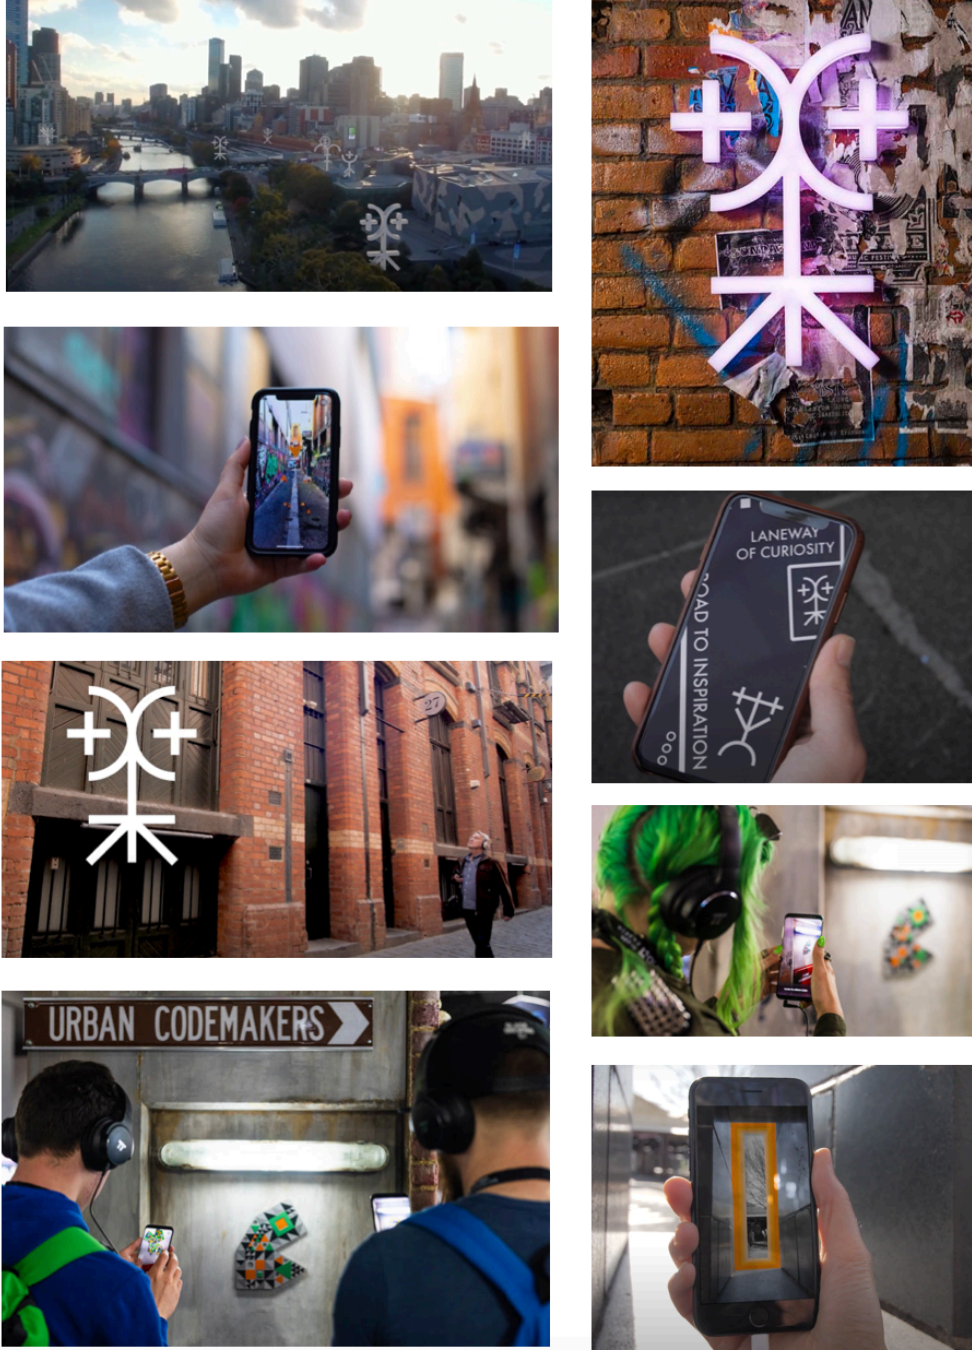 27
URBAN CODEMAKERS
LANEWAY
OF CURIOSITY
ROAD TO INSPIRATION